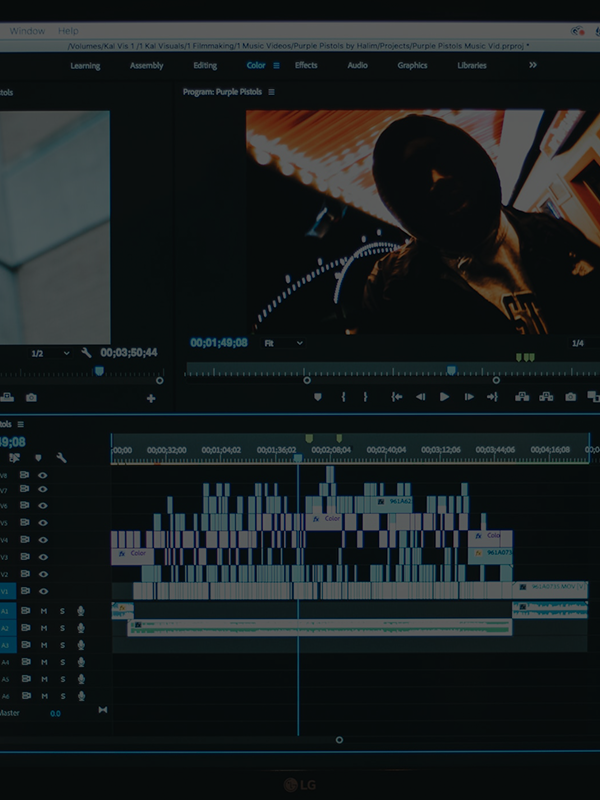 Window Help
/Volumes/Kai Vis 1 /1 Kai Visuals/1 Filmmaking/1 Music Videos/Purple Pistols by Halim/Projects/Purple Pistols Music Vid.prproj *
Learning Assembly Editing Color Effects Audio Graphics Libraries
tols Program: Purple Pistols
1/2 00;03;50;44 00;01;49;08 Fit 1/4
tols
49;08
;00;00 00;00;32;00 00;01;04;02 00;01;36;02 00;02;08;04 00;02;40;04 00;03;12;06 00;03;44;06 00;04;16;08
V8
V7
V6
V5 Color
V4 Colo
V3 fx Color fx
V2
V1
A1 M S
A2 M S
A3 M S
A4 M S
A5 M S
A6 M S
Master 0.0
LG